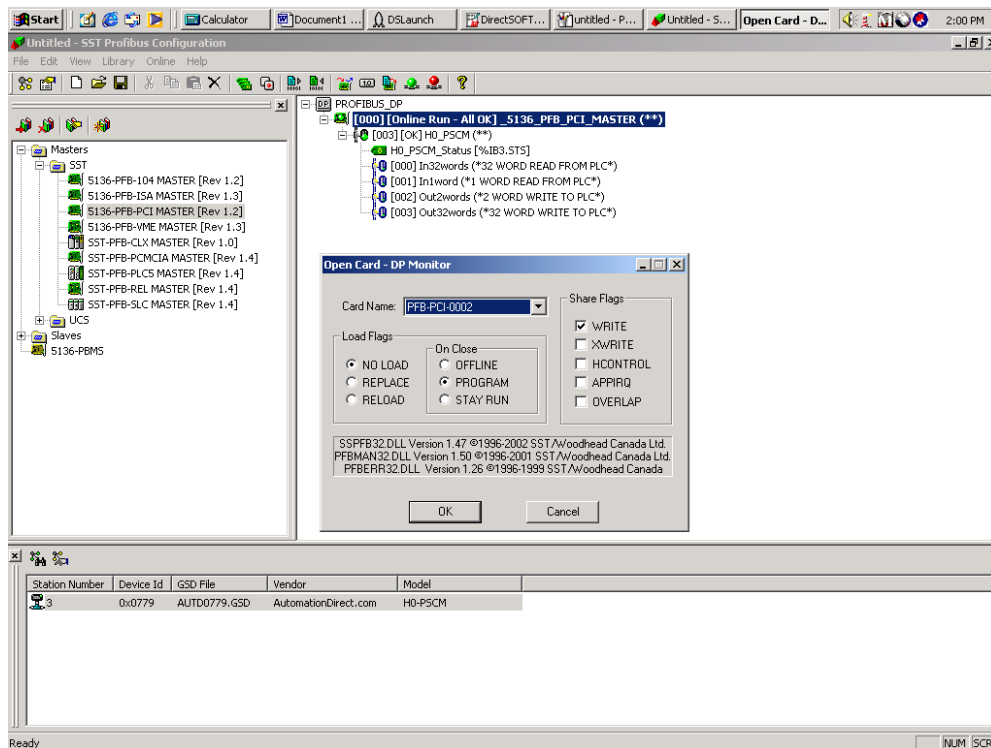 Start
Calculator
Document1 ...
DSLaunch
DirectSOFT...
untitled - P...
Untitled - S...
Open Card - D...
2:00 PM
Untitled - SST Profibus Configuration
File Edit View Library Online Help
Masters
SST
5136-PFB-104 MASTER [Rev 1.2]
5136-PFB-ISA MASTER [Rev 1.3]
5136-PFB-PCI MASTER [Rev 1.2]
5136-PFB-VME MASTER [Rev 1.3]
SST-PFB-CLX MASTER [Rev 1.0]
SST-PFB-PCMCIA MASTER [Rev 1.4]
SST-PFB-PLC5 MASTER [Rev 1.4]
SST-PFB-REL MASTER [Rev 1.4]
SST-PFB-SLC MASTER [Rev 1.4]
UCS
Slaves
5136-PBMS
DP PROFIBUS_DP
[000] [Online Run - All OK] _5136_PFB_PCI_MASTER (**)
[003] [OK] H0_PSCM (**)
H0_PSCM_Status [%IB3.STS]
[000] In32words (*32 WORD READ FROM PLC*)
[001] In1word (*1 WORD READ FROM PLC*)
[002] Out2words (*2 WORD WRITE TO PLC*)
[003] Out32words (*32 WORD WRITE TO PLC*)
Open Card - DP Monitor
Card Name: PFB-PCI-0002
Load Flags
NO LOAD
REPLACE
RELOAD
On Close
OFFLINE
PROGRAM
STAY RUN
Share Flags
WRITE
XWRITE
HCONTROL
APPIRQ
OVERLAP
SSPFB32.DLL Version 1.47 ©1996-2002 SST/Woodhead Canada Ltd.
PFBMAN32.DLL Version 1.50 ©1996-2001 SST/Woodhead Canada Ltd.
PFBERR32.DLL Version 1.26 ©1996-1999 SST/Woodhead Canada
OK Cancel
Station Number Device Id GSD File Vendor Model
3 0x0779 AUTD0779.GSD AutomationDirect.com H0-PSCM
Ready
NUM SCR